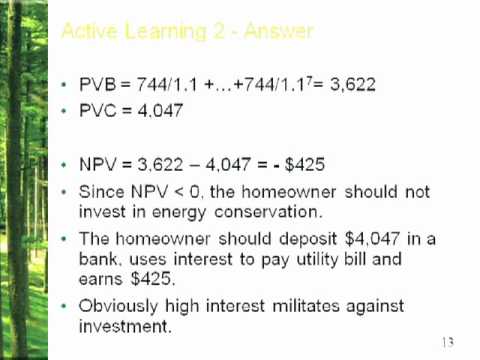 Active Learning 2 - Answer
• PVB = 744/1.1 +…+744/1.1⁷= 3,622
• PVC = 4,047
• NPV = 3,622 – 4,047 = - $425
• Since NPV < 0, the homeowner should not
invest in energy conservation.
• The homeowner should deposit $4,047 in a
bank, uses interest to pay utility bill and
earns $425.
• Obviously high interest militates against
investment.
13